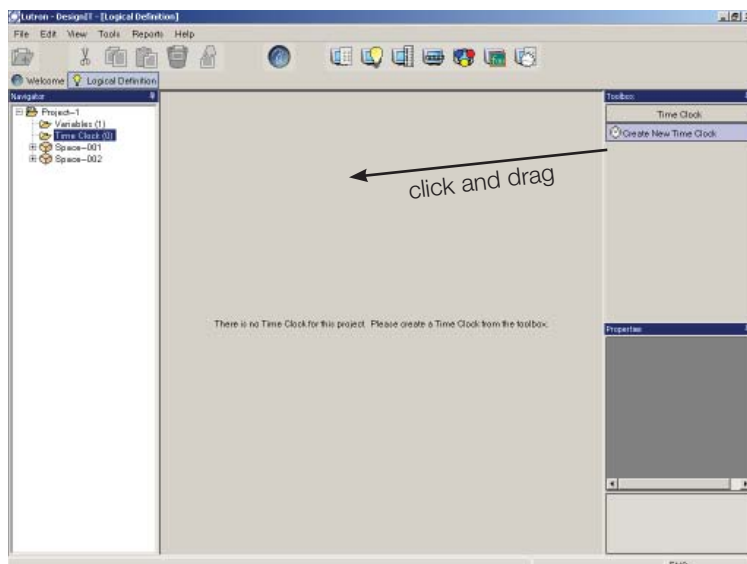 Lutron - DesignIT - [Logical Definition]
File Edit View Tools Reports Help
Welcome Logical Definition
Navigator
Toolbox
Project-1
Variables (1)
Time Clock (0)
Space-001
Space-002
Time Clock
Create New Time Clock
click and drag
There is no Time Clock for this project. Please create a Time Clock from the toolbox.
Properties